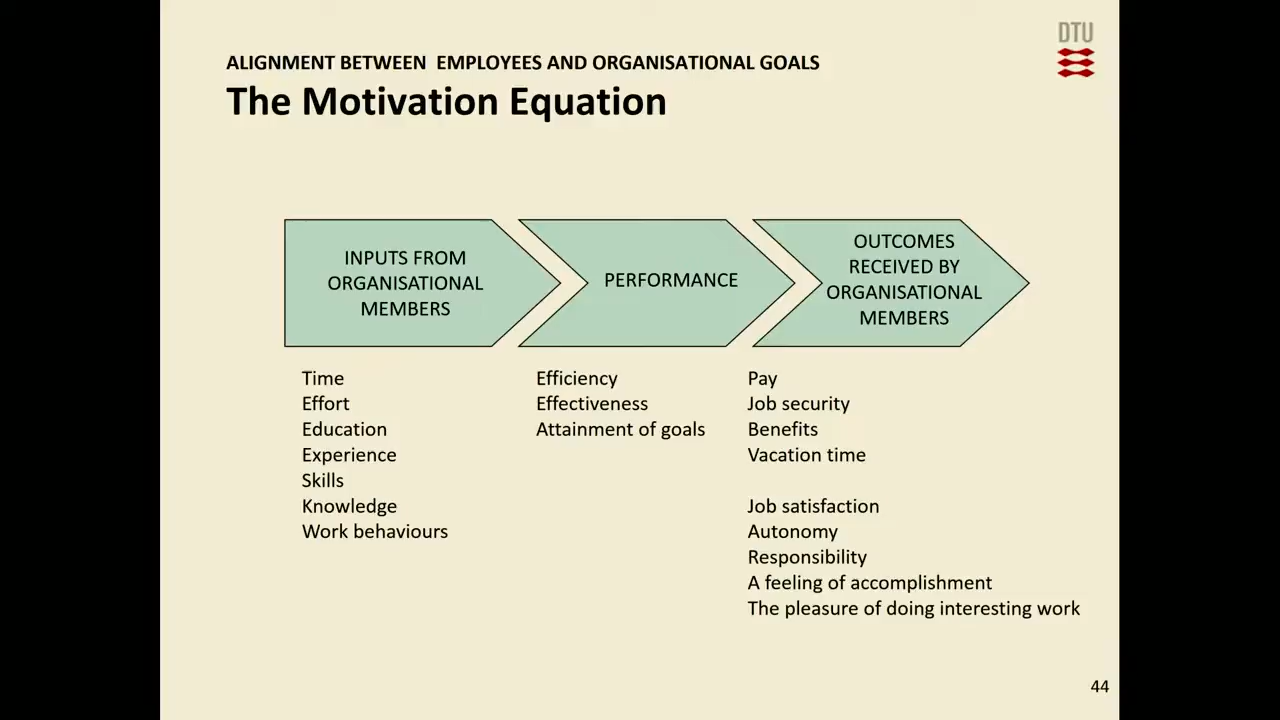 DTU
ALIGNMENT BETWEEN EMPLOYEES AND ORGANISATIONAL GOALS
The Motivation Equation
INPUTS FROM
ORGANISATIONAL
MEMBERS
PERFORMANCE
OUTCOMES
RECEIVED BY
ORGANISATIONAL
MEMBERS
Time
Effort
Education
Experience
Skills
Knowledge
Work behaviours
Efficiency
Effectiveness
Attainment of goals
Pay
Job security
Benefits
Vacation time
Job satisfaction
Autonomy
Responsibility
A feeling of accomplishment
The pleasure of doing interesting work
44